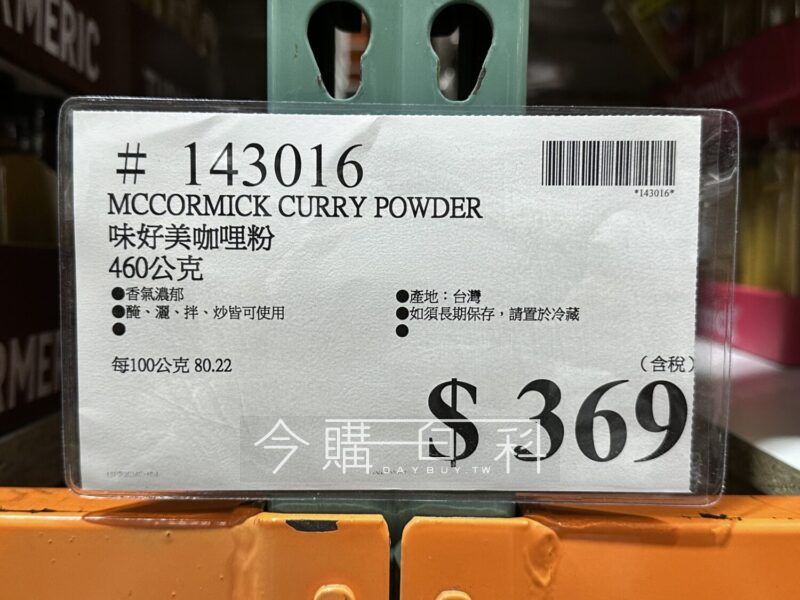 RMERIC
# 143016
*143016*
MCCORMICK CURRY POWDER
味好美咖哩粉
460公克
●香氣濃郁
●醃、灑、拌、炒皆可使用
●
●產地：台灣
●如須長期保存，請置於冷藏
●
每100公克 80.22
（含稅）
$ 369
今購百科
DAYBUY.TW
RMERI